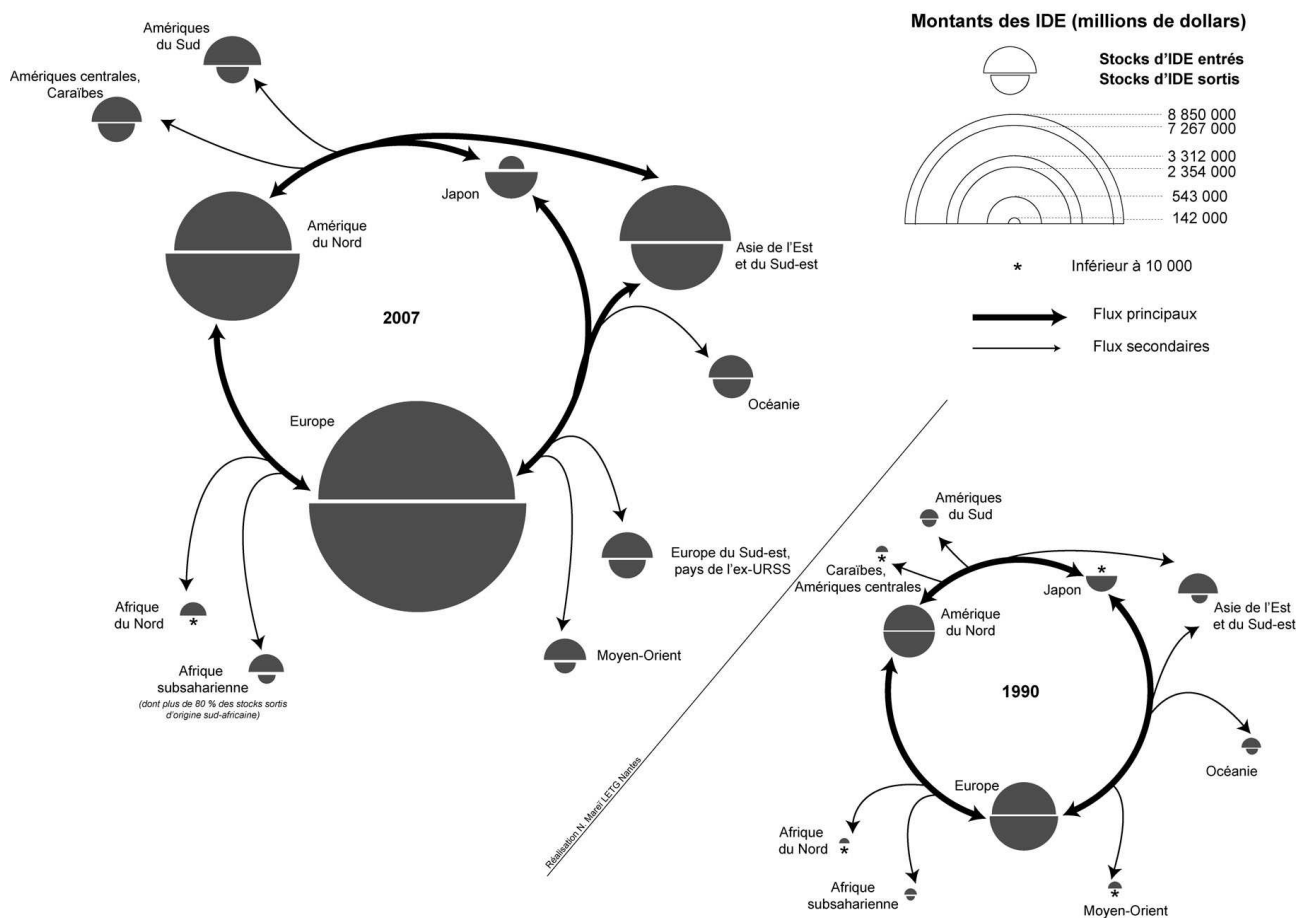 Montants des IDE (millions de dollars)
Stocks d'IDE entrés
Stocks d'IDE sortis
8 850 000
7 267 000
3 312 000
2 354 000
543 000
142 000
* Inférieur à 10 000
Flux principaux
Flux secondaires
Amériques
du Sud
Amériques centrales,
Caraïbes
Japon
Amérique
du Nord
Asie de l'Est
et du Sud-est
2007
Océanie
Europe
Europe du Sud-est,
pays de l'ex-URSS
Afrique
du Nord
*
Moyen-Orient
Afrique
subsaharienne
(dont plus de 80 % des stocks sortis
d'origine sud-africaine)
Réalisation N. Mareï LETG Nantes
Amériques
du Sud
*
Caraïbes,
Amériques centrales
*
Japon
Amérique
du Nord
Asie de l'Est
et du Sud-est
1990
Océanie
Europe
Afrique
du Nord
*
Afrique
subsaharienne
*
Moyen-Orient